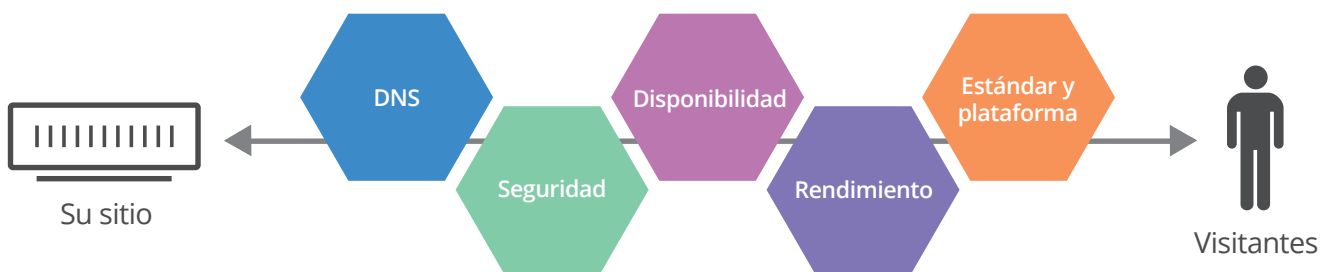 DNS
Seguridad
Disponibilidad
Rendimiento
Estándar y
plataforma
Su sitio
Visitantes